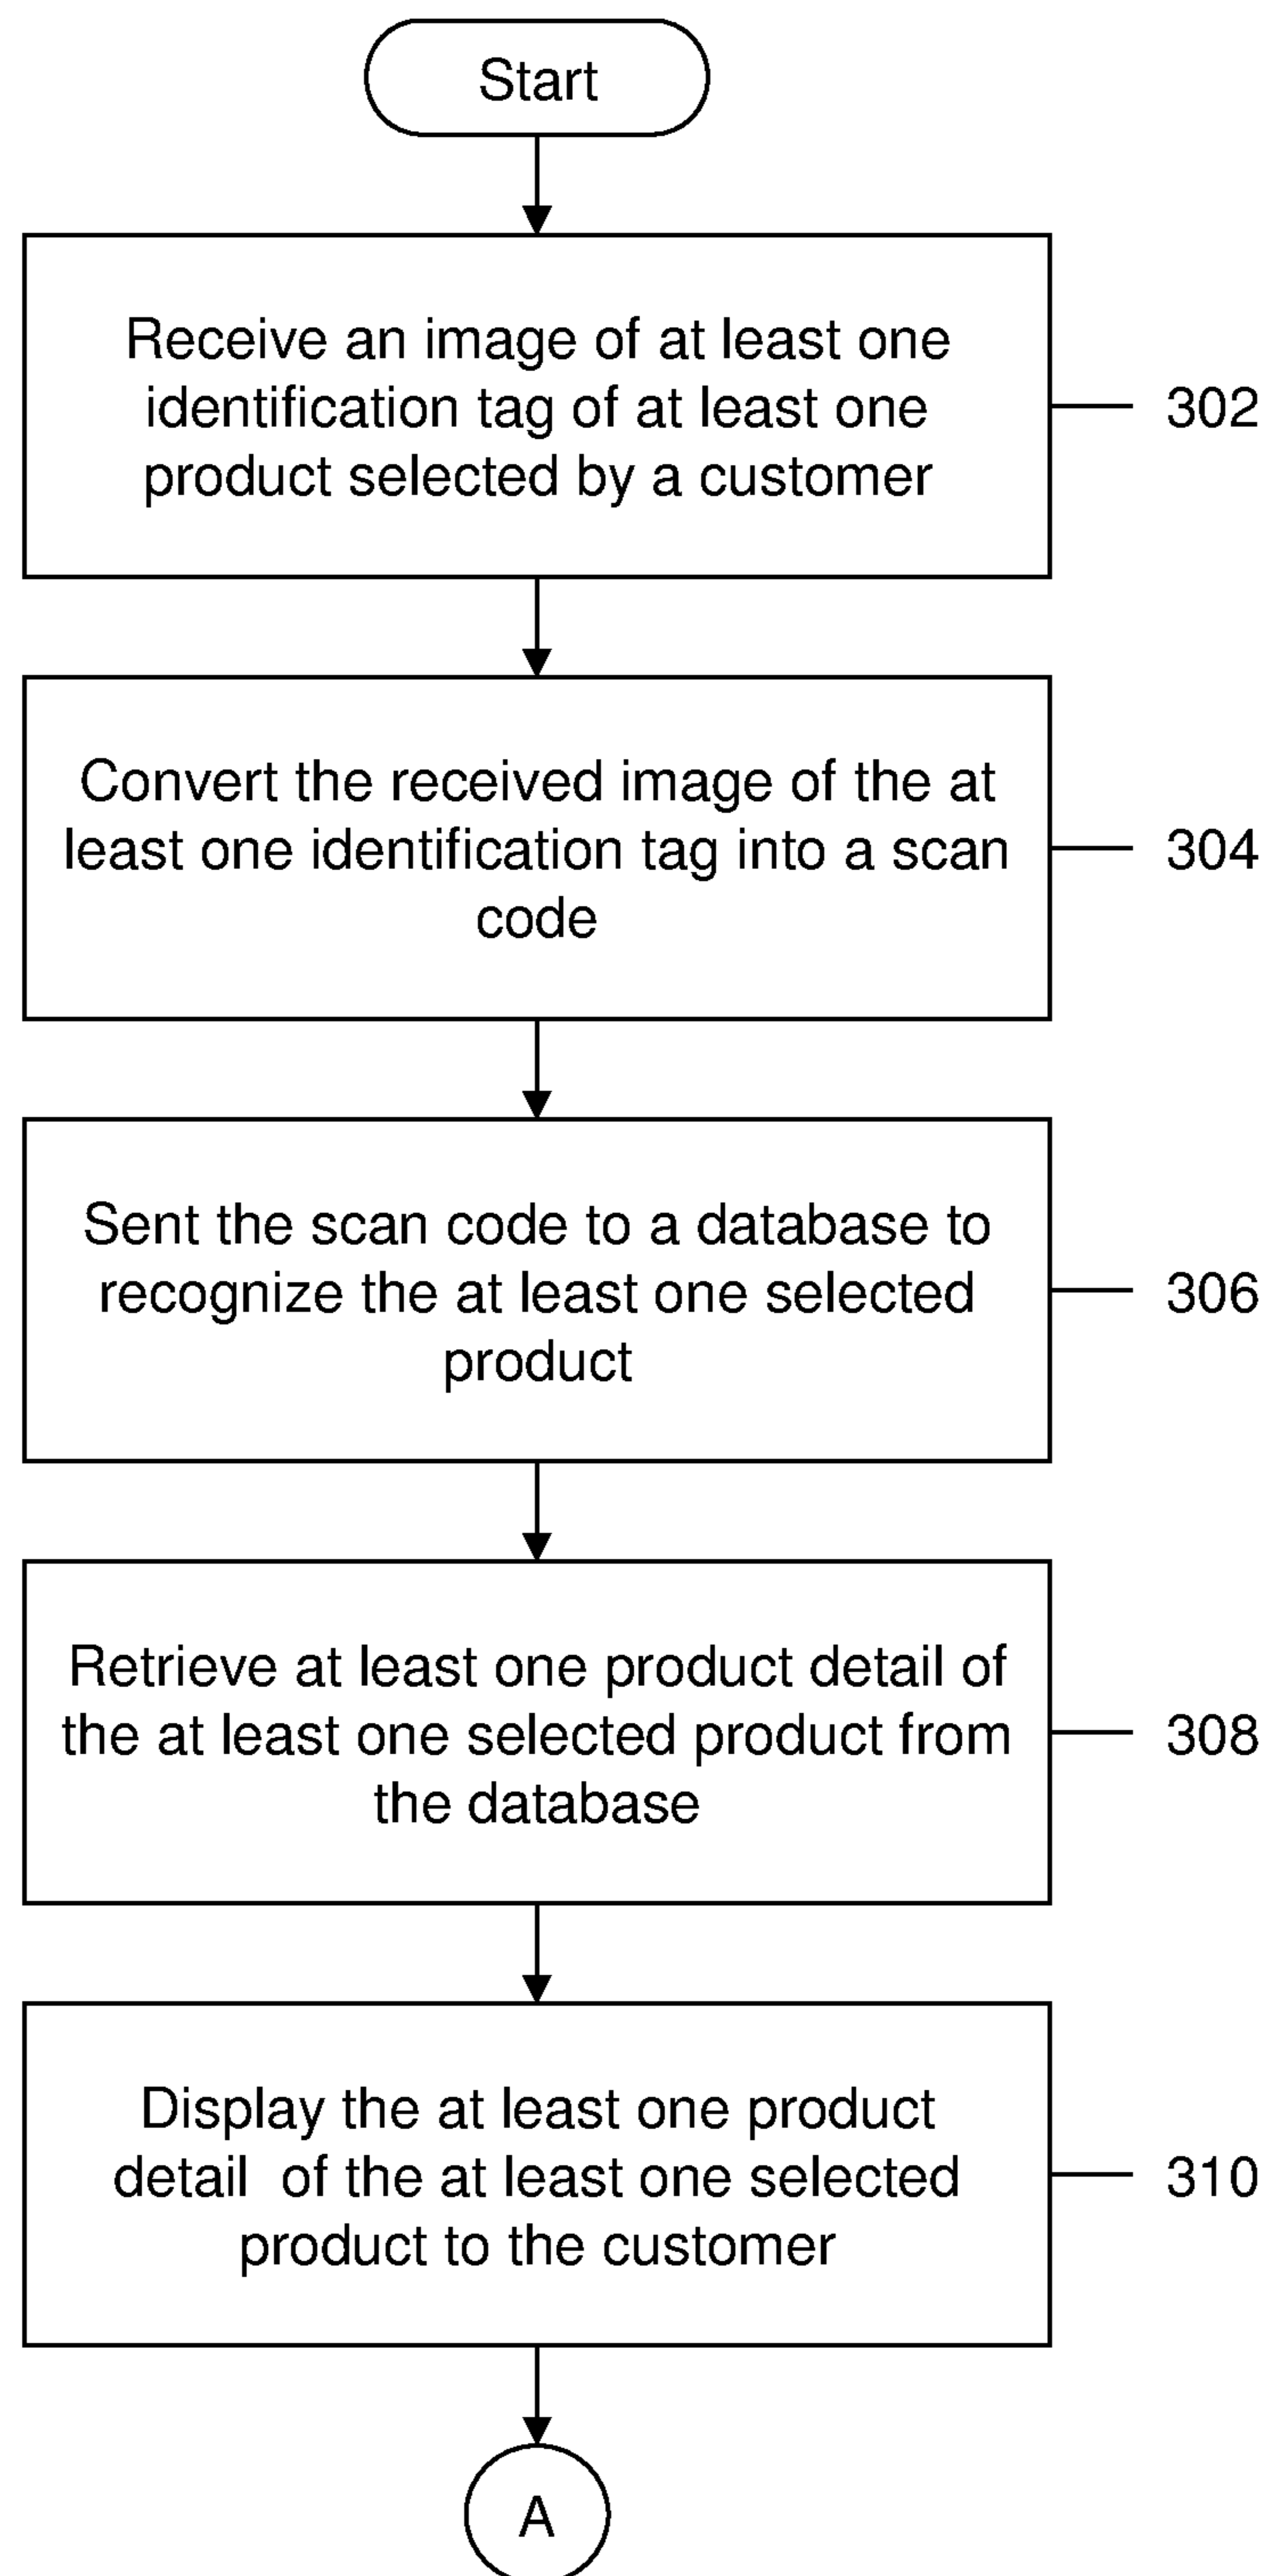 Start
Receive an image of at least one
identification tag of at least one
product selected by a customer
302
Convert the received image of the at
least one identification tag into a scan
code
304
Sent the scan code to a database to
recognize the at least one selected
product
306
Retrieve at least one product detail of
the at least one selected product from
the database
308
Display the at least one product
detail  of the at least one selected
product to the customer
310
A